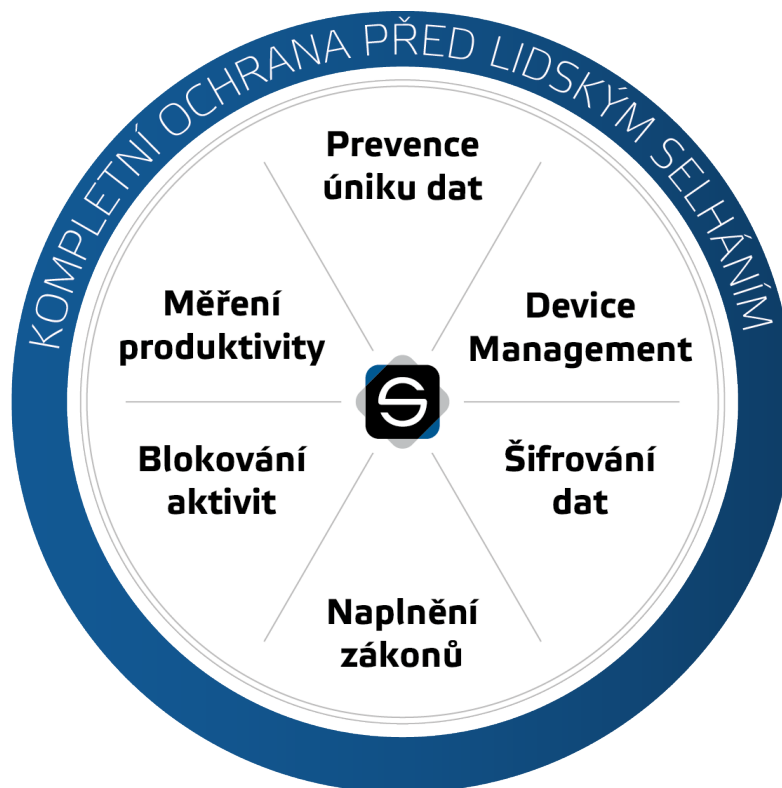 KOMPLETNÍ OCHRANA PŘED LIDSKÝM SELHÁNÍM
Prevence
úniku dat
Měření
produktivity
Device
Management
Blokování
aktivit
Šifrování
dat
Naplnění
zákonů
S